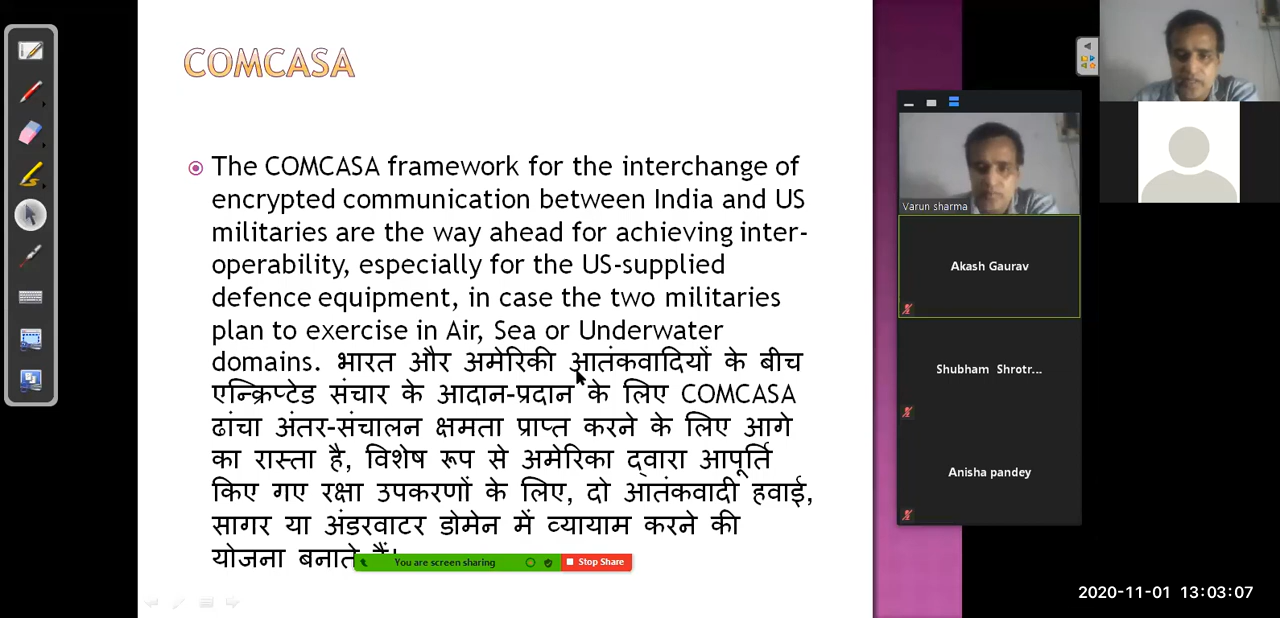 COMCASA
The COMCASA framework for the interchange of
encrypted communication between India and US
militaries are the way ahead for achieving inter-
operability, especially for the US-supplied
defence equipment, in case the two militaries
plan to exercise in Air, Sea or Underwater
domains. भारत और अमेरिकी आतंकवादियों के बीच
एन्क्रिप्टेड संचार के आदान-प्रदान के लिए COMCASA
ढांचा अंतर-संचालन क्षमता प्राप्त करने के लिए आगे
का रास्ता है, विशेष रूप से अमेरिका द्वारा आपूर्ति
किए गए रक्षा उपकरणों के लिए, दो आतंकवादी हवाई,
सागर या अंडरवाटर डोमेन में व्यायाम करने की
योजना बनाते हैं।
You are screen sharing
Stop Share
Varun sharma
Akash Gaurav
Shubham Shrotr...
Anisha pandey
2020-11-01 13:03:07